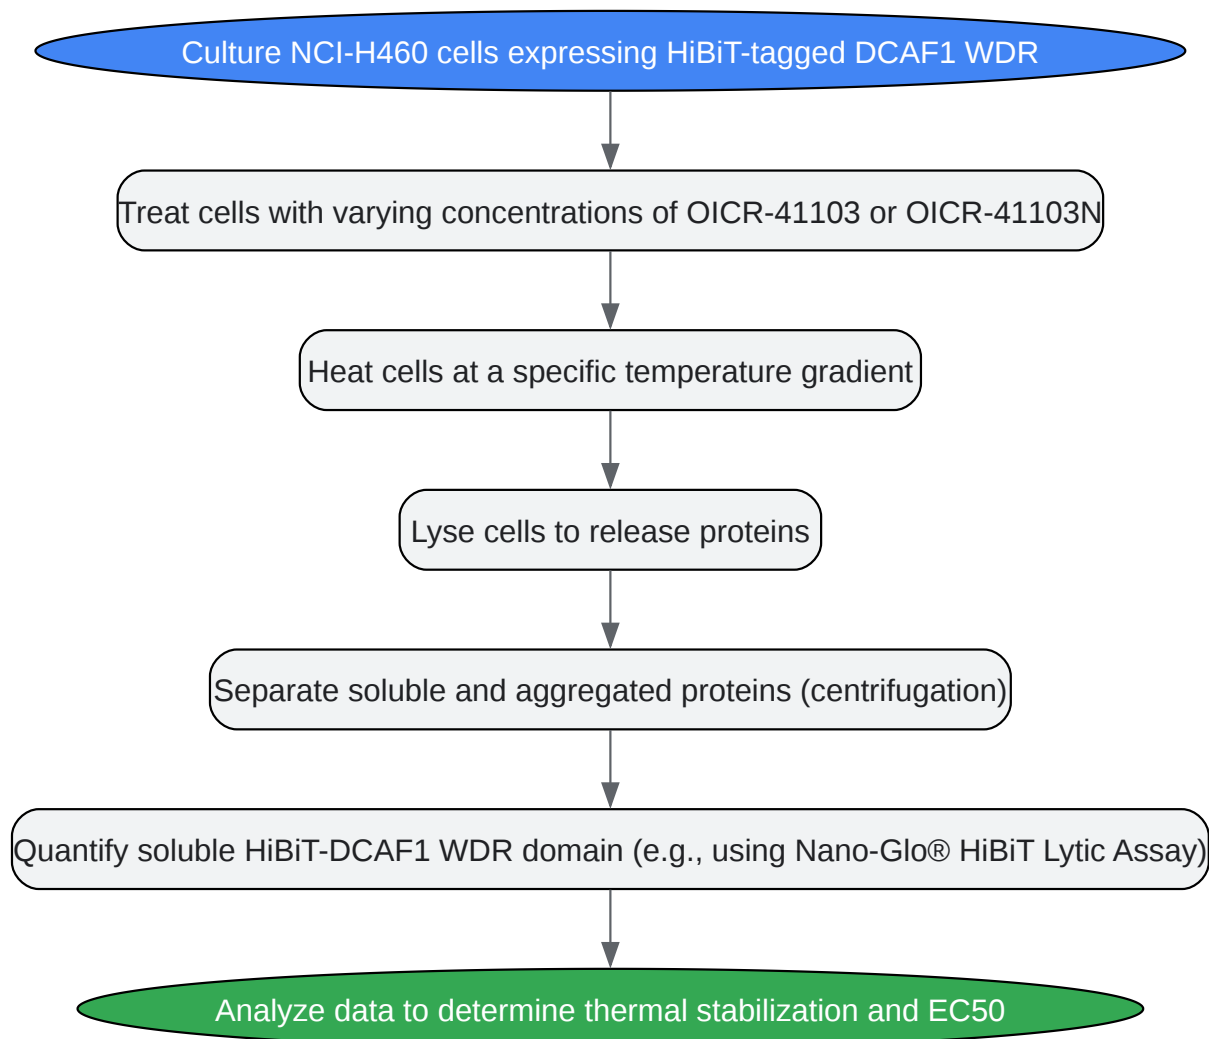 Culture NCI-H460 cells expressing HiBiT-tagged DCAF1 WDR
Treat cells with varying concentrations of OICR-41103 or OICR-41103N
Heat cells at a specific temperature gradient
Lyse cells to release proteins
Separate soluble and aggregated proteins (centrifugation)
Quantify soluble HiBiT-DCAF1 WDR domain (e.g., using Nano-Glo® HiBiT Lytic Assay)
Analyze data to determine thermal stabilization and EC50